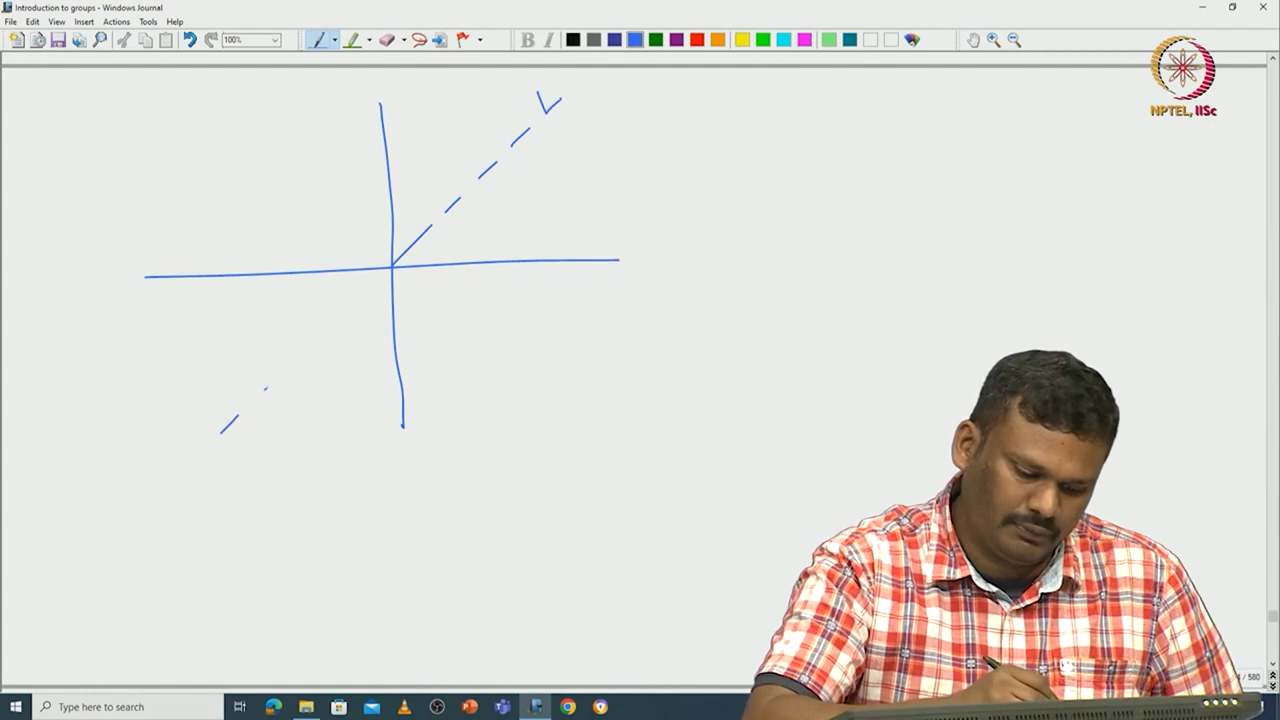 Introduction to groups - Windows Journal
File Edit View Insert Actions Tools Help
100%
B I
NPTEL, IISc
V
/ 580
Type here to search